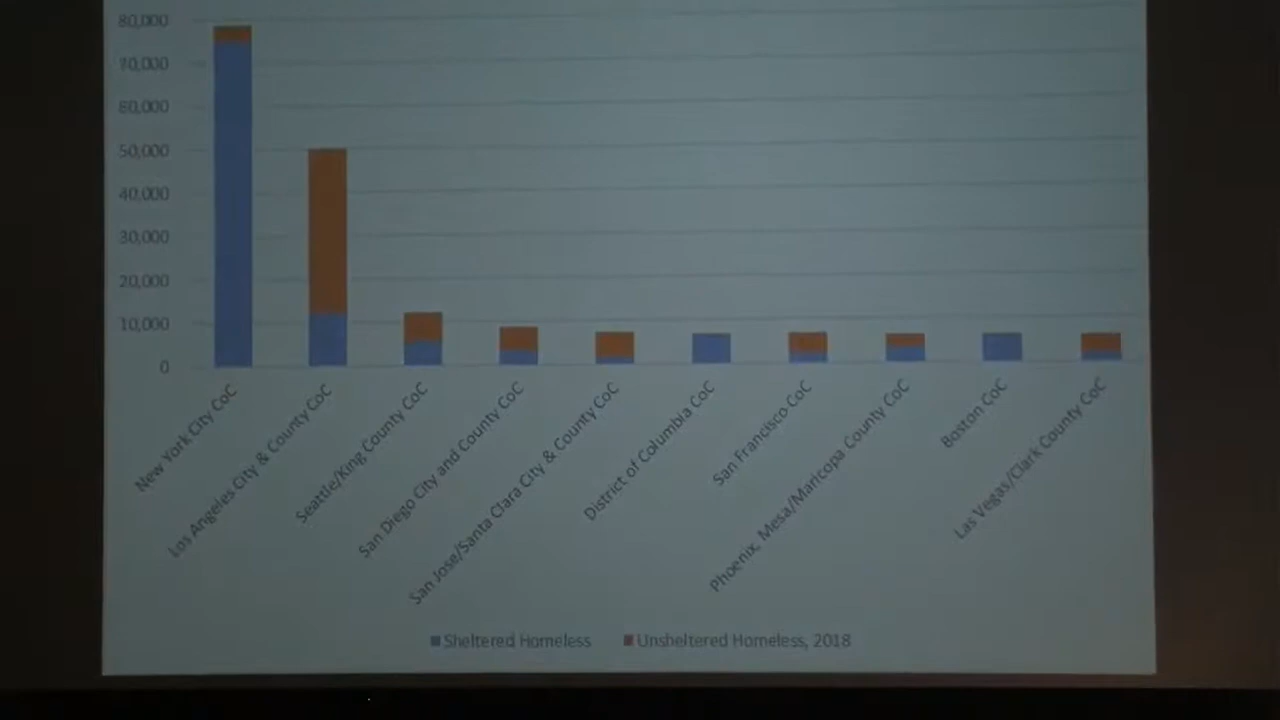 80,000
70,000
60,000
50,000
40,000
30,000
20,000
10,000
0
New York City CoC
Los Angeles City & County CoC
Seattle/King County CoC
San Diego City and County CoC
San Jose/Santa Clara City & County CoC
District of Columbia CoC
San Francisco CoC
Phoenix, Mesa/Maricopa County CoC
Boston CoC
Las Vegas/Clark County CoC
Sheltered Homeless
Unsheltered Homeless, 2018